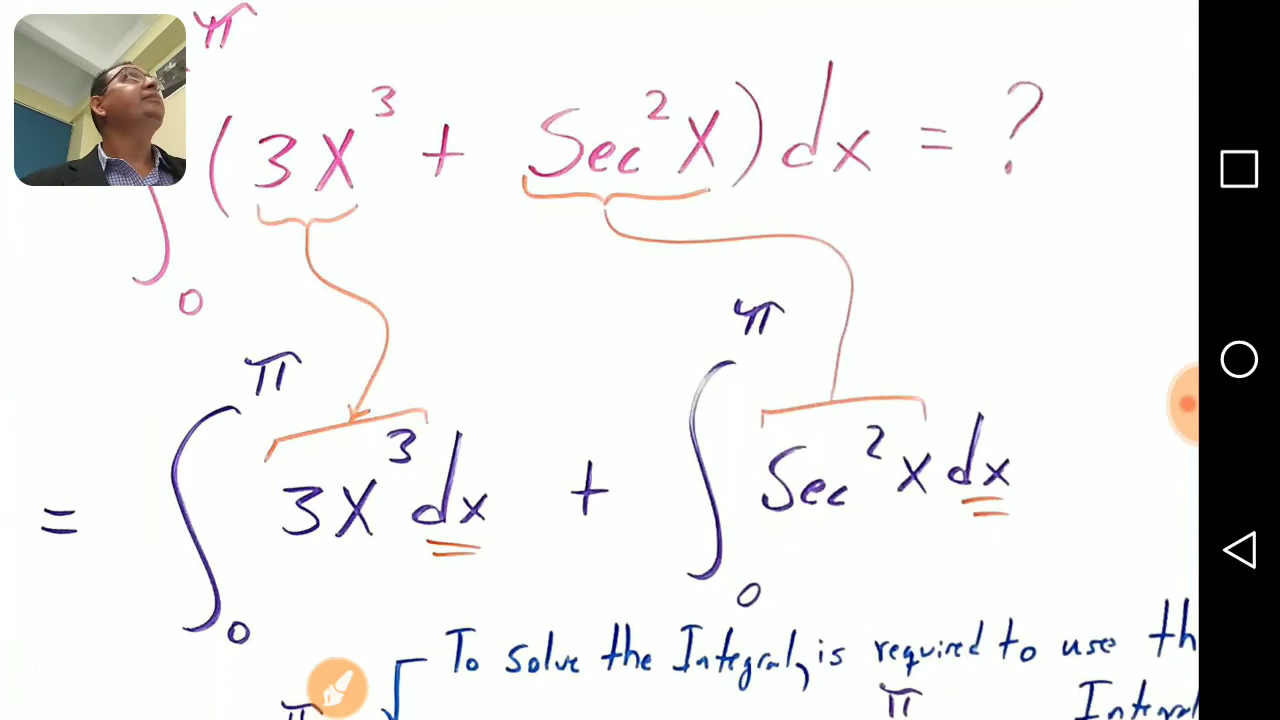 π
∫ (3X³ + Sec²X) dx = ?
0
π π
= ∫ 3X³ dx + ∫ Sec²x dx
0 0
To solve the Integral, is required to use th
π π Integral